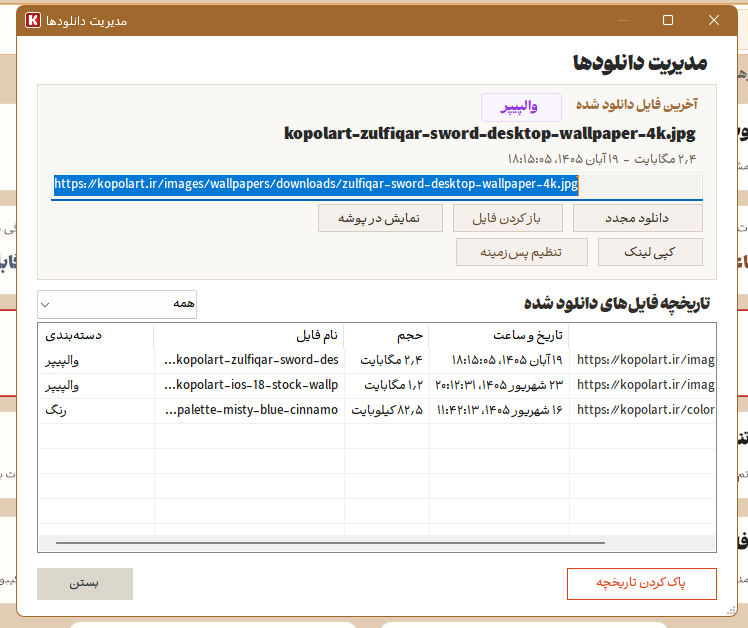 مدیریت دانلودها
مدیریت دانلودها
آخرین فایل دانلود شده
والپیپر
kopolart-zulfiqar-sword-desktop-wallpaper-4k.jpg
۲٫۴ مگابایت - ۱۹ آبان ۱۴۰۵، ۱۸:۱۵:۰۵
https://kopolart.ir/images/wallpapers/downloads/zulfiqar-sword-desktop-wallpaper-4k.jpg
دانلود مجدد
باز کردن فایل
نمایش در پوشه
کپی لینک
تنظیم پس‌زمینه
تاریخچه فایل‌های دانلود شده
همه
دسته‌بندی نام فایل حجم تاریخ و ساعت
والپیپر kopolart-zulfiqar-sword-des... ۲٫۴ مگابایت ۱۹ آبان ۱۴۰۵، ۱۸:۱۵:۰۵ https://kopolart.ir/imag
والپیپر kopolart-ios-18-stock-wallp... ۱٫۲ مگابایت ۲۳ شهریور ۱۴۰۵، ۲۰:۱۲:۳۱ https://kopolart.ir/imag
رنگ palette-misty-blue-cinnamo... ۸۲٫۵ کیلوبایت ۱۶ شهریور ۱۴۰۵، ۱۱:۴۲:۱۳ https://kopolart.ir/color
پاک کردن تاریخچه
بستن